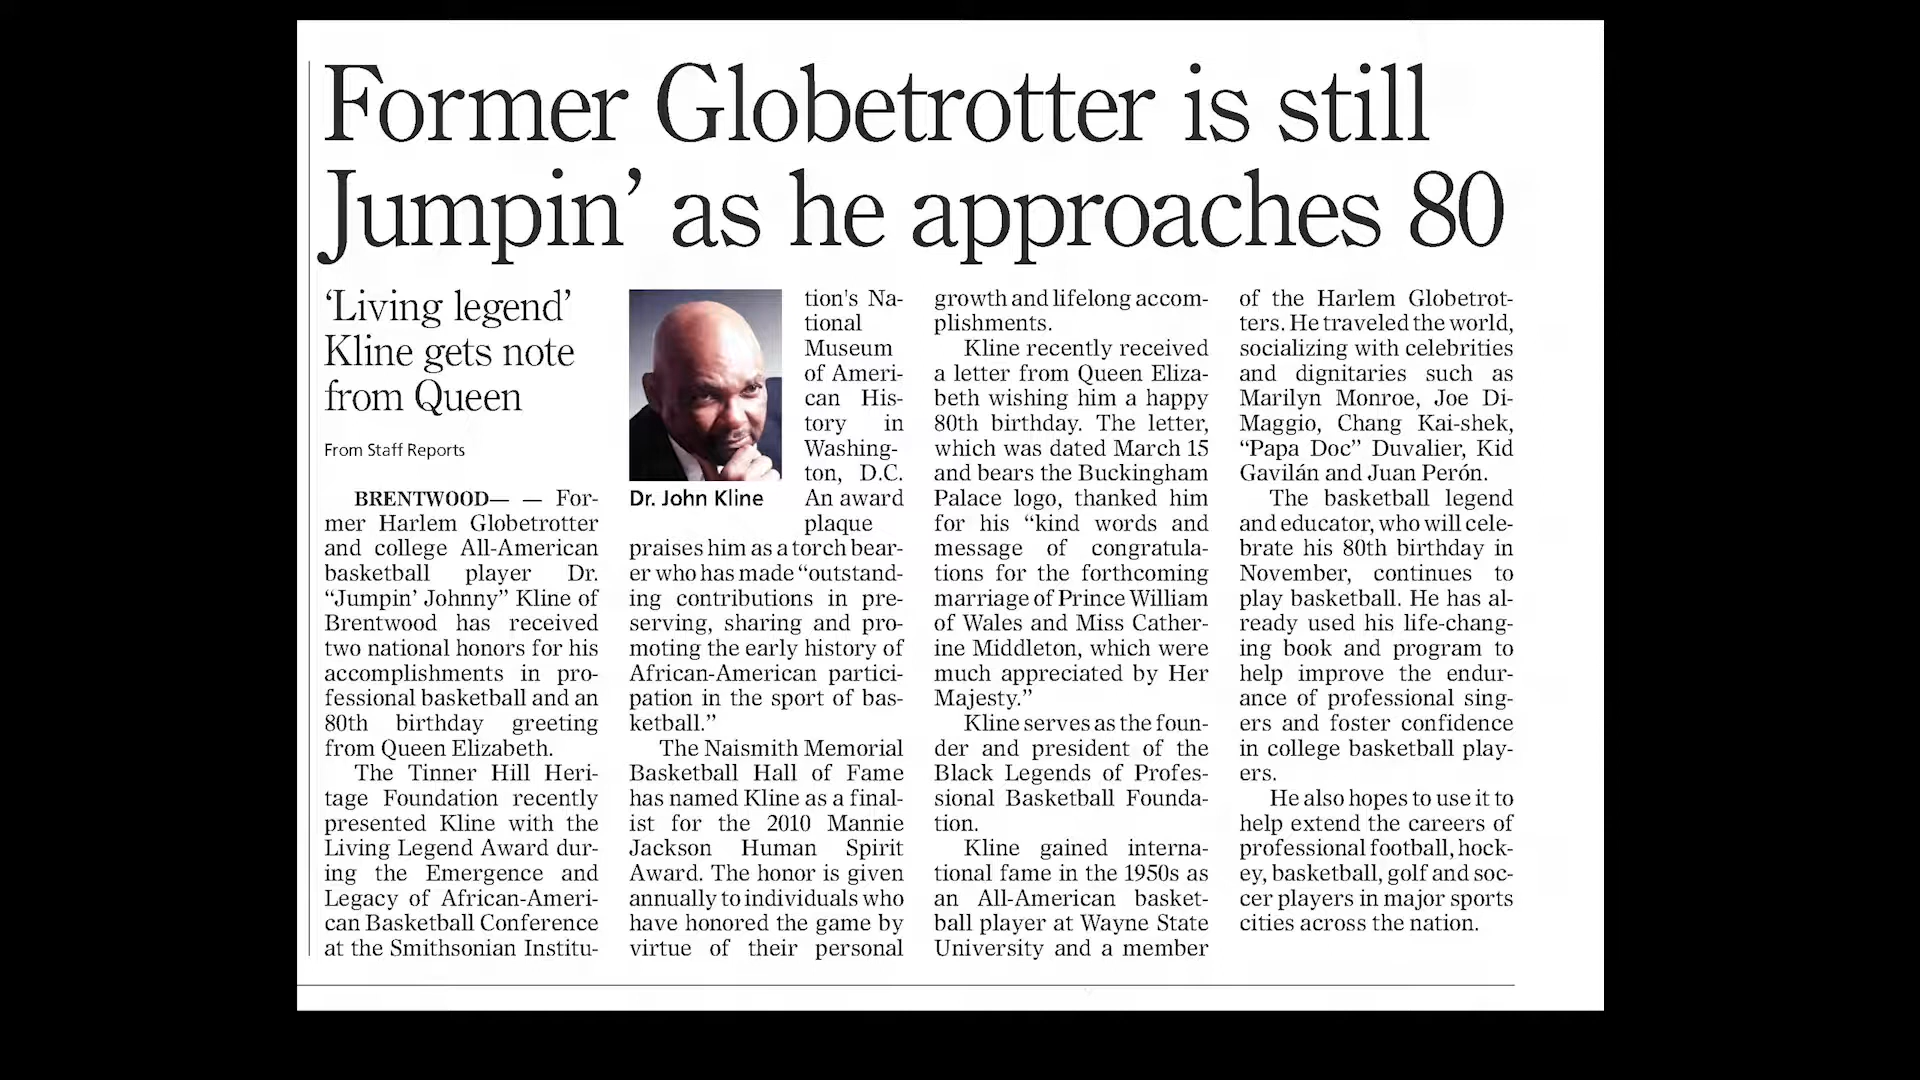 Former Globetrotter is still
Jumpin’ as he approaches 80
‘Living legend’
Kline gets note
from Queen
From Staff Reports
BRENTWOOD— — For-
mer Harlem Globetrotter
and college All-American
basketball player Dr.
“Jumpin’ Johnny” Kline of
Brentwood has received
two national honors for his
accomplishments in pro-
fessional basketball and an
80th birthday greeting
from Queen Elizabeth.
The Tinner Hill Heri-
tage Foundation recently
presented Kline with the
Living Legend Award dur-
ing the Emergence and
Legacy of African-Ameri-
can Basketball Conference
at the Smithsonian Institu-
Dr. John Kline
tion's Na-
tional
Museum
of Ameri-
can His-
tory in
Washing-
ton, D.C.
An award
plaque
praises him as a torch bear-
er who has made “outstand-
ing contributions in pre-
serving, sharing and pro-
moting the early history of
African-American partici-
pation in the sport of bas-
ketball.”
The Naismith Memorial
Basketball Hall of Fame
has named Kline as a final-
ist for the 2010 Mannie
Jackson Human Spirit
Award. The honor is given
annually to individuals who
have honored the game by
virtue of their personal
growth and lifelong accom-
plishments.
Kline recently received
a letter from Queen Eliza-
beth wishing him a happy
80th birthday. The letter,
which was dated March 15
and bears the Buckingham
Palace logo, thanked him
for his “kind words and
message of congratula-
tions for the forthcoming
marriage of Prince William
of Wales and Miss Cather-
ine Middleton, which were
much appreciated by Her
Majesty.”
Kline serves as the foun-
der and president of the
Black Legends of Profes-
sional Basketball Founda-
tion.
Kline gained interna-
tional fame in the 1950s as
an All-American basket-
ball player at Wayne State
University and a member
of the Harlem Globetrot-
ters. He traveled the world,
socializing with celebrities
and dignitaries such as
Marilyn Monroe, Joe Di-
Maggio, Chang Kai-shek,
“Papa Doc” Duvalier, Kid
Gavilán and Juan Perón.
The basketball legend
and educator, who will cele-
brate his 80th birthday in
November, continues to
play basketball. He has al-
ready used his life-chang-
ing book and program to
help improve the endur-
ance of professional sing-
ers and foster confidence
in college basketball play-
ers.
He also hopes to use it to
help extend the careers of
professional football, hock-
ey, basketball, golf and soc-
cer players in major sports
cities across the nation.